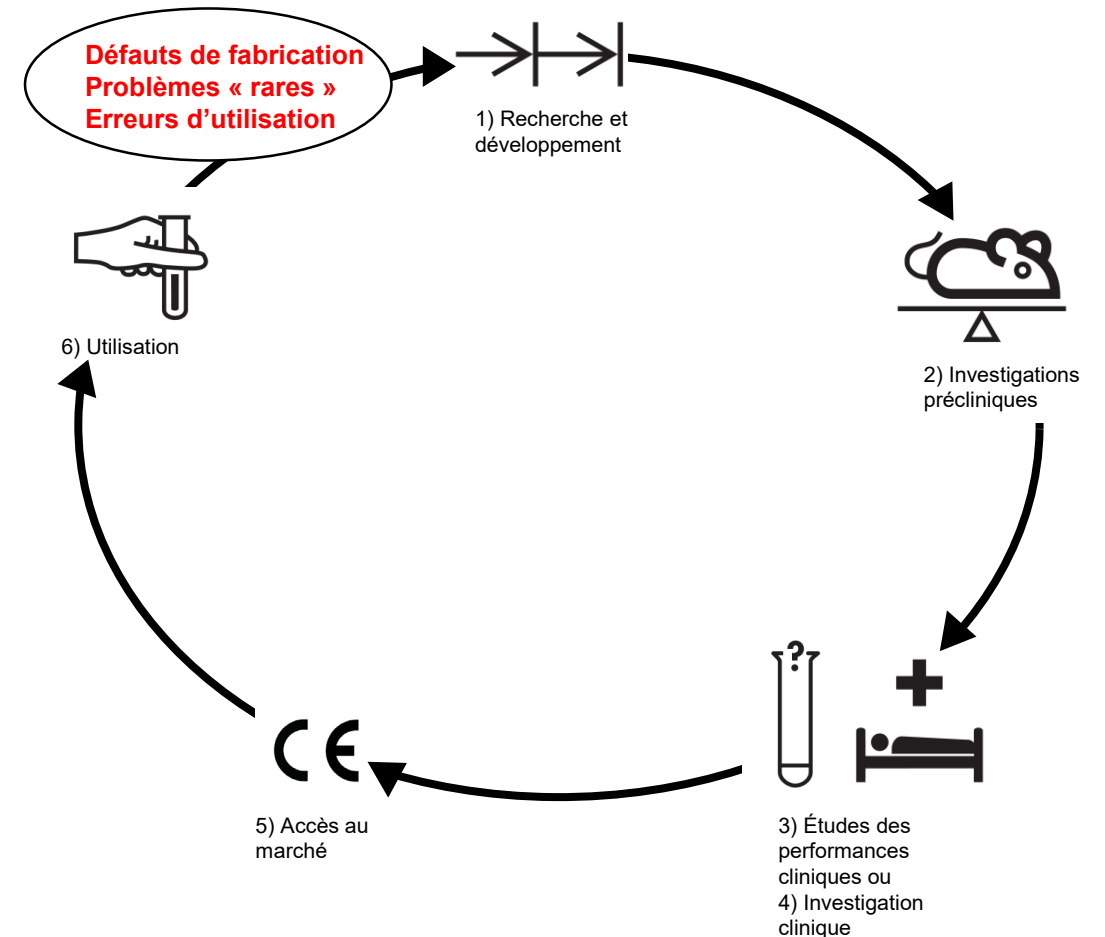 Défauts de fabrication
Problèmes « rares »
Erreurs d’utilisation
1) Recherche et
développement
2) Investigations
précliniques
?
3) Études des
performances
cliniques ou
4) Investigation
clinique
CE
5) Accès au
marché
6) Utilisation